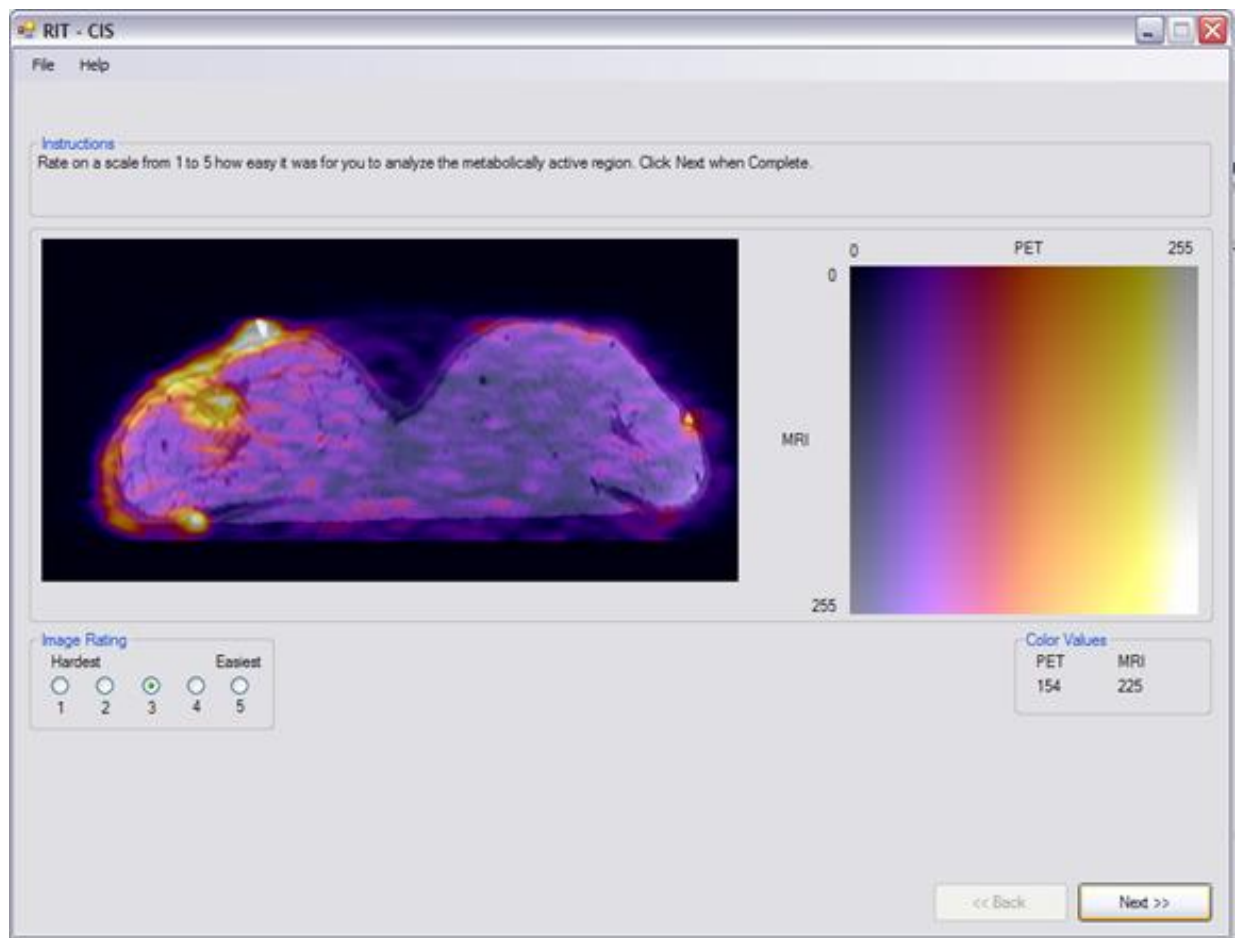 RIT - CIS
File Help
Instructions
Rate on a scale from 1 to 5 how easy it was for you to analyze the metabolically active region. Click Next when Complete.
0 PET 255
0
MRI
255
Image Rating
Hardest Easiest
1 2 3 4 5
Color Values
PET MRI
154 225
<< Back Next >>